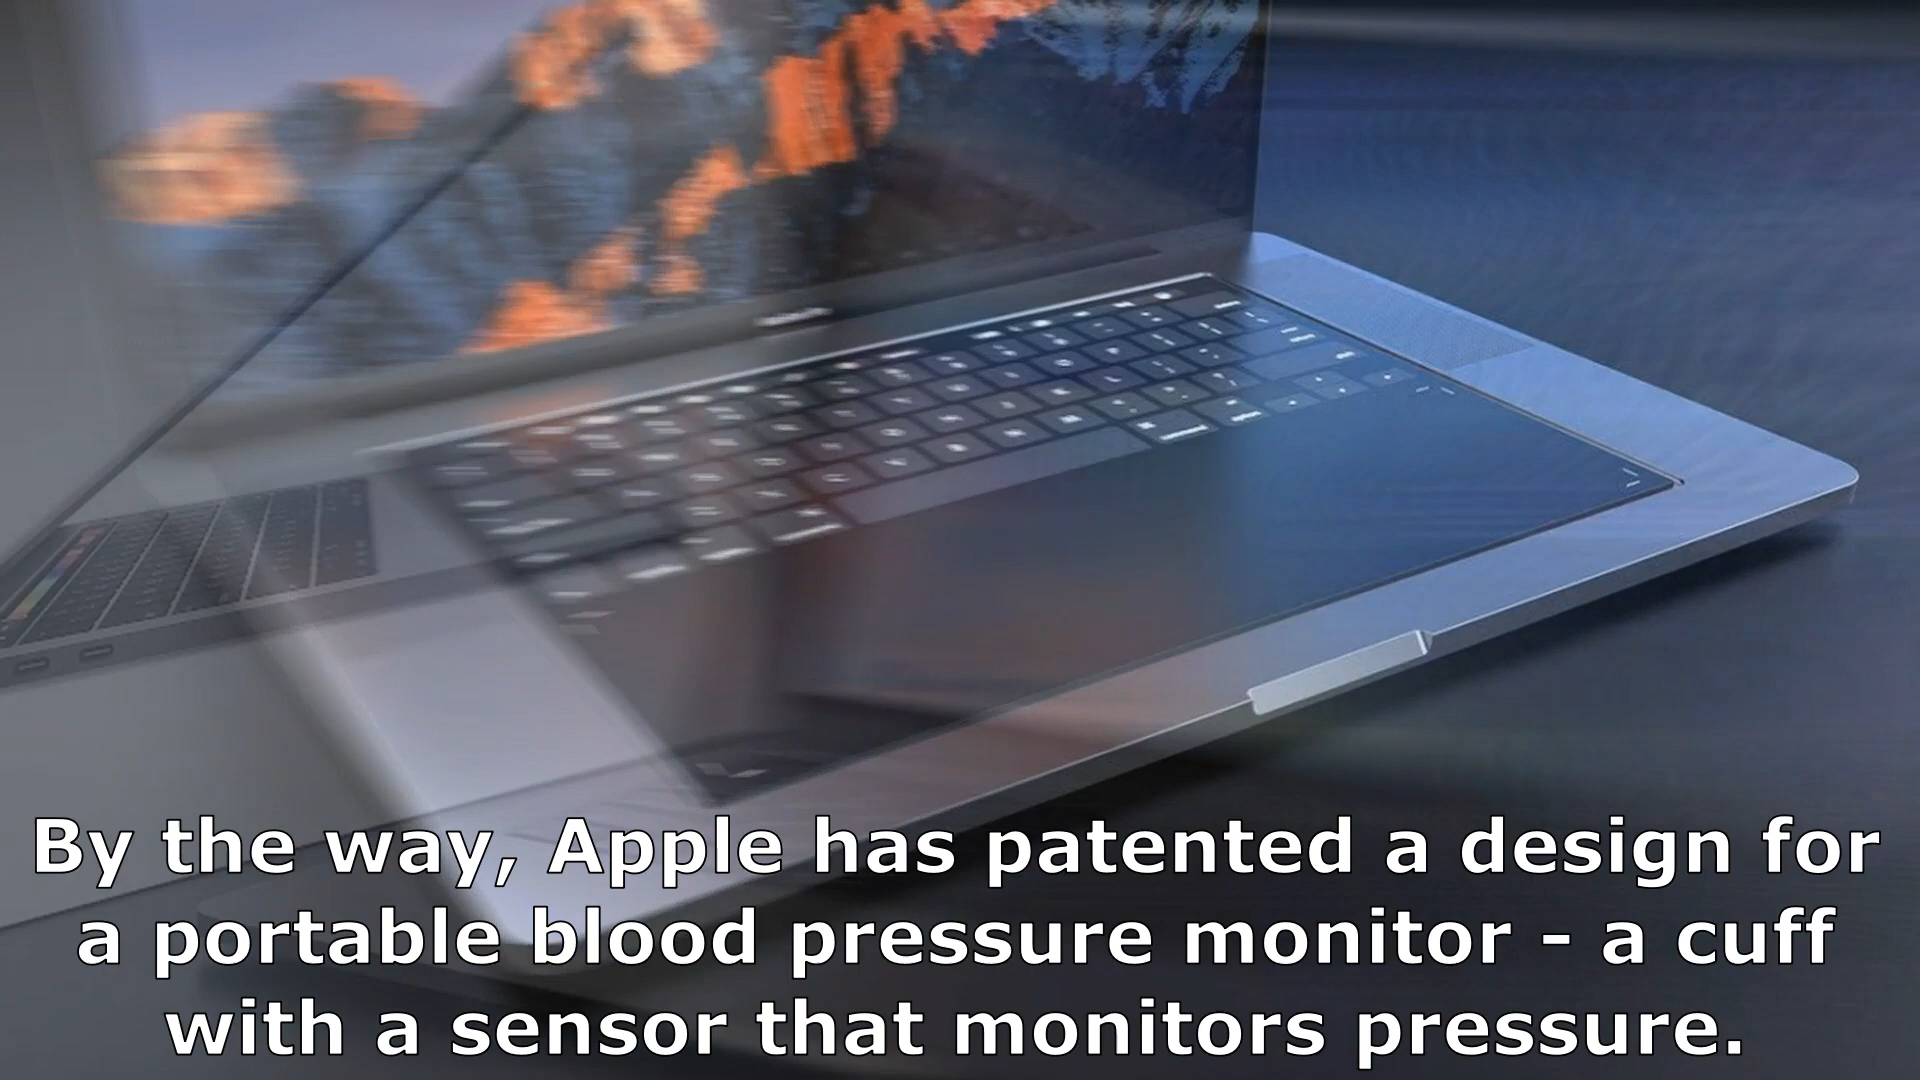 By the way, Apple has patented a design for
a portable blood pressure monitor - a cuff
with a sensor that monitors pressure.